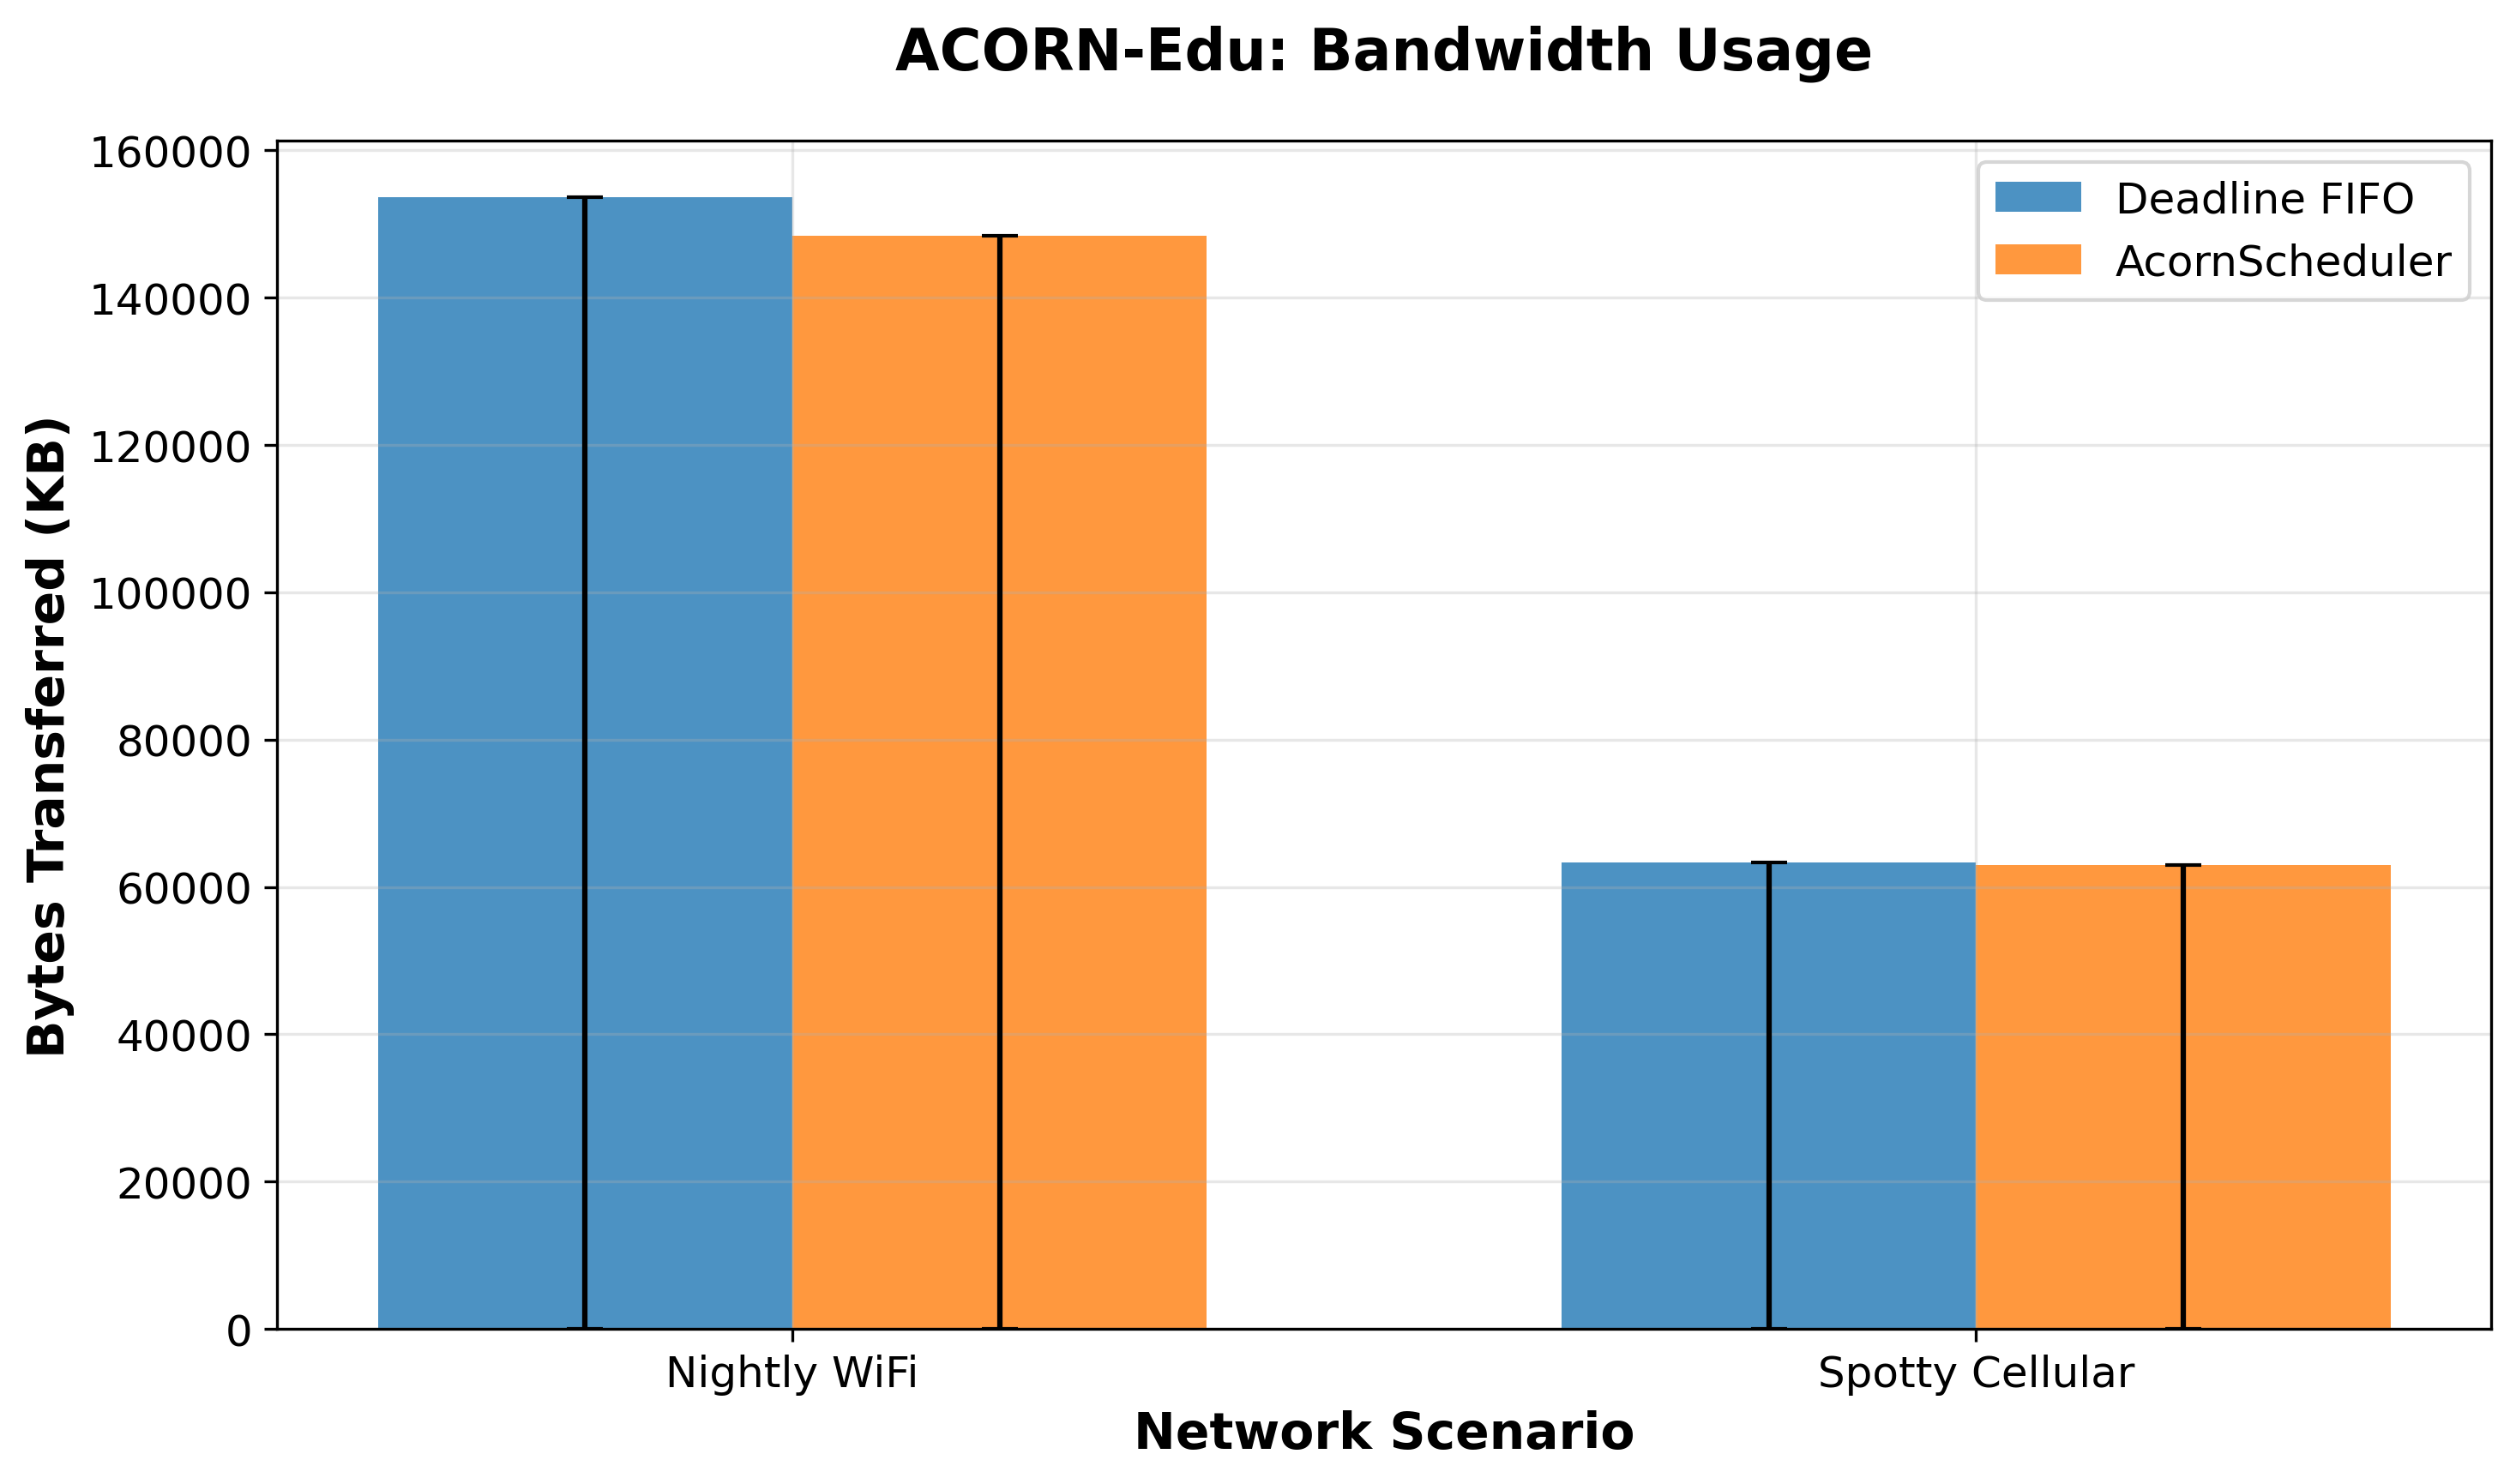 ACORN-Edu: Bandwidth Usage
Bytes Transferred (KB)
160000
140000
120000
100000
80000
60000
40000
20000
0
Deadline FIFO
AcornScheduler
Nightly WiFi
Spotty Cellular
Network Scenario